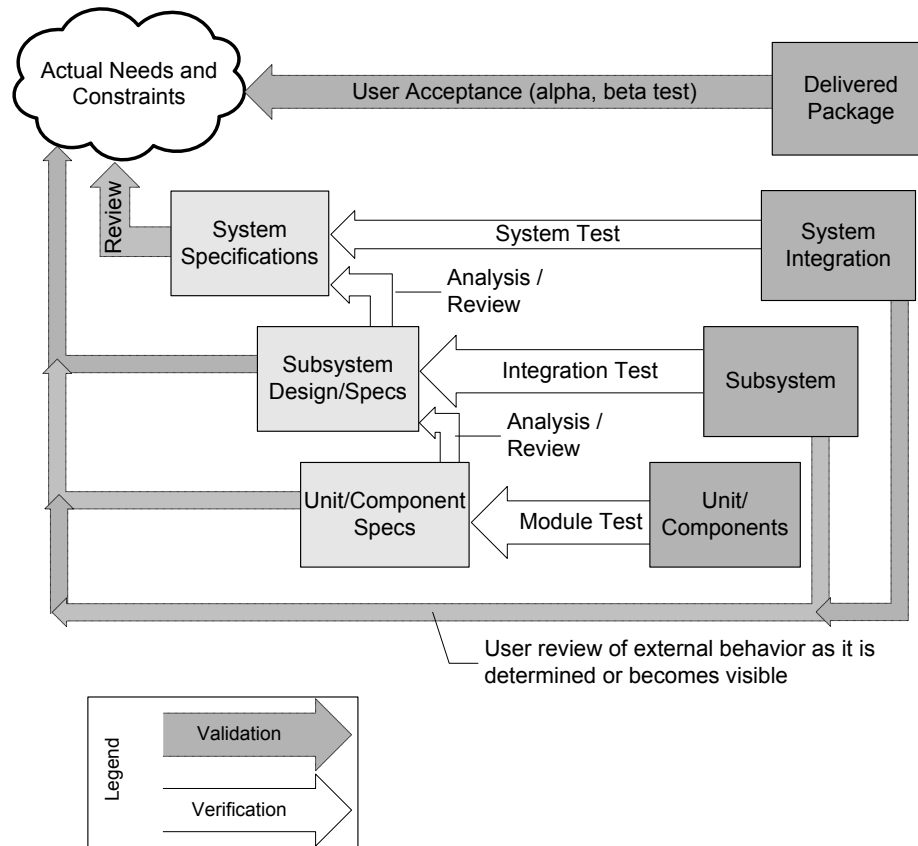 Actual Needs and
Constraints
User Acceptance (alpha, beta test)
Delivered
Package
Review
System
Specifications
System Test
System
Integration
Analysis /
Review
Subsystem
Design/Specs
Integration Test
Subsystem
Analysis /
Review
Unit/Component
Specs
Module Test
Unit/
Components
User review of external behavior as it is
determined or becomes visible
Legend
Validation
Verification